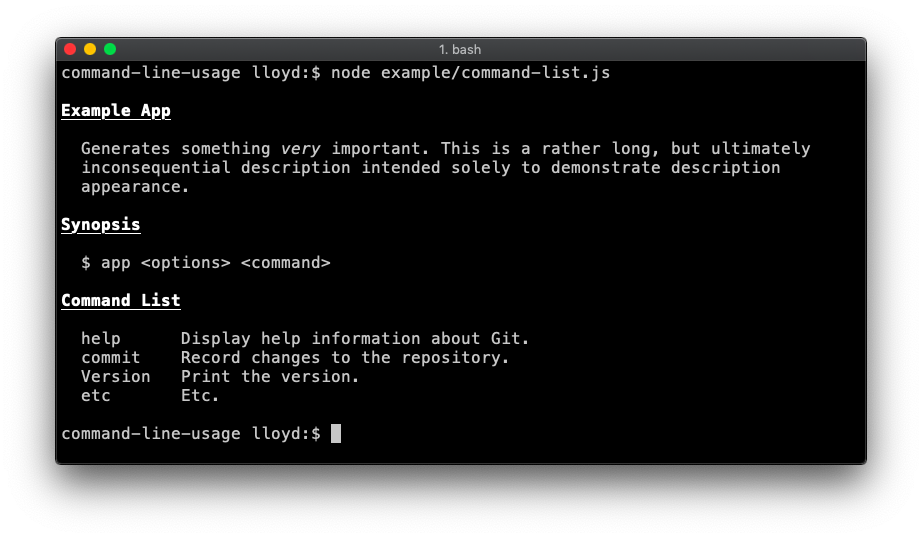 1. bash
command-line-usage lloyd:$ node example/command-list.js
Example App
Generates something very important. This is a rather long, but ultimately
inconsequential description intended solely to demonstrate description
appearance.
Synopsis
$ app <options> <command>
Command List
help Display help information about Git.
commit Record changes to the repository.
Version Print the version.
etc Etc.
command-line-usage lloyd:$